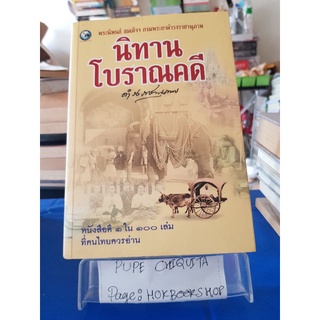 พระนิพนธ์ สมเด็จฯ กรมพระยาดำรงราชานุภาพ
นิทาน
โบราณคดี
หนังสือดี ๑ ใน ๑๐๐ เล่ม
ที่คนไทยควรอ่าน
PUPE CHIQUITA
Page: HOKBOOKSHOP